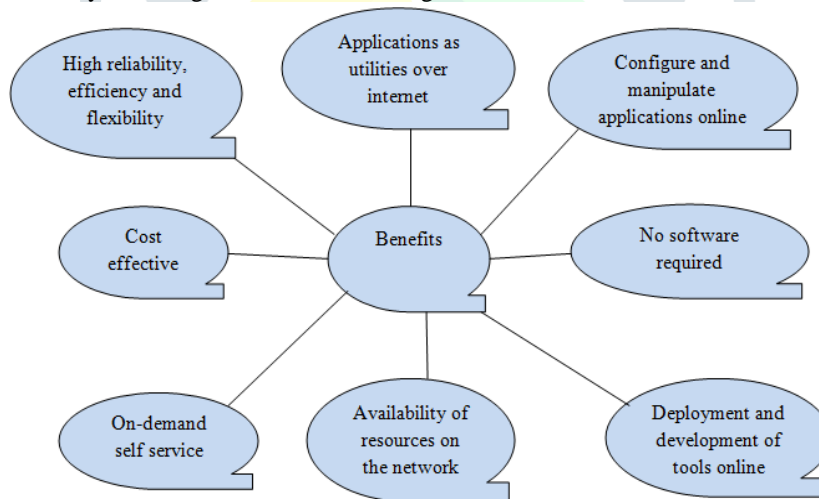 High reliability,
efficiency and
flexibility
Applications as
utilities over
internet
Configure and
manipulate
applications online
Cost
effective
Benefits
No software
required
On-demand
self service
Availability of
resources on
the network
Deployment and
development of
tools online